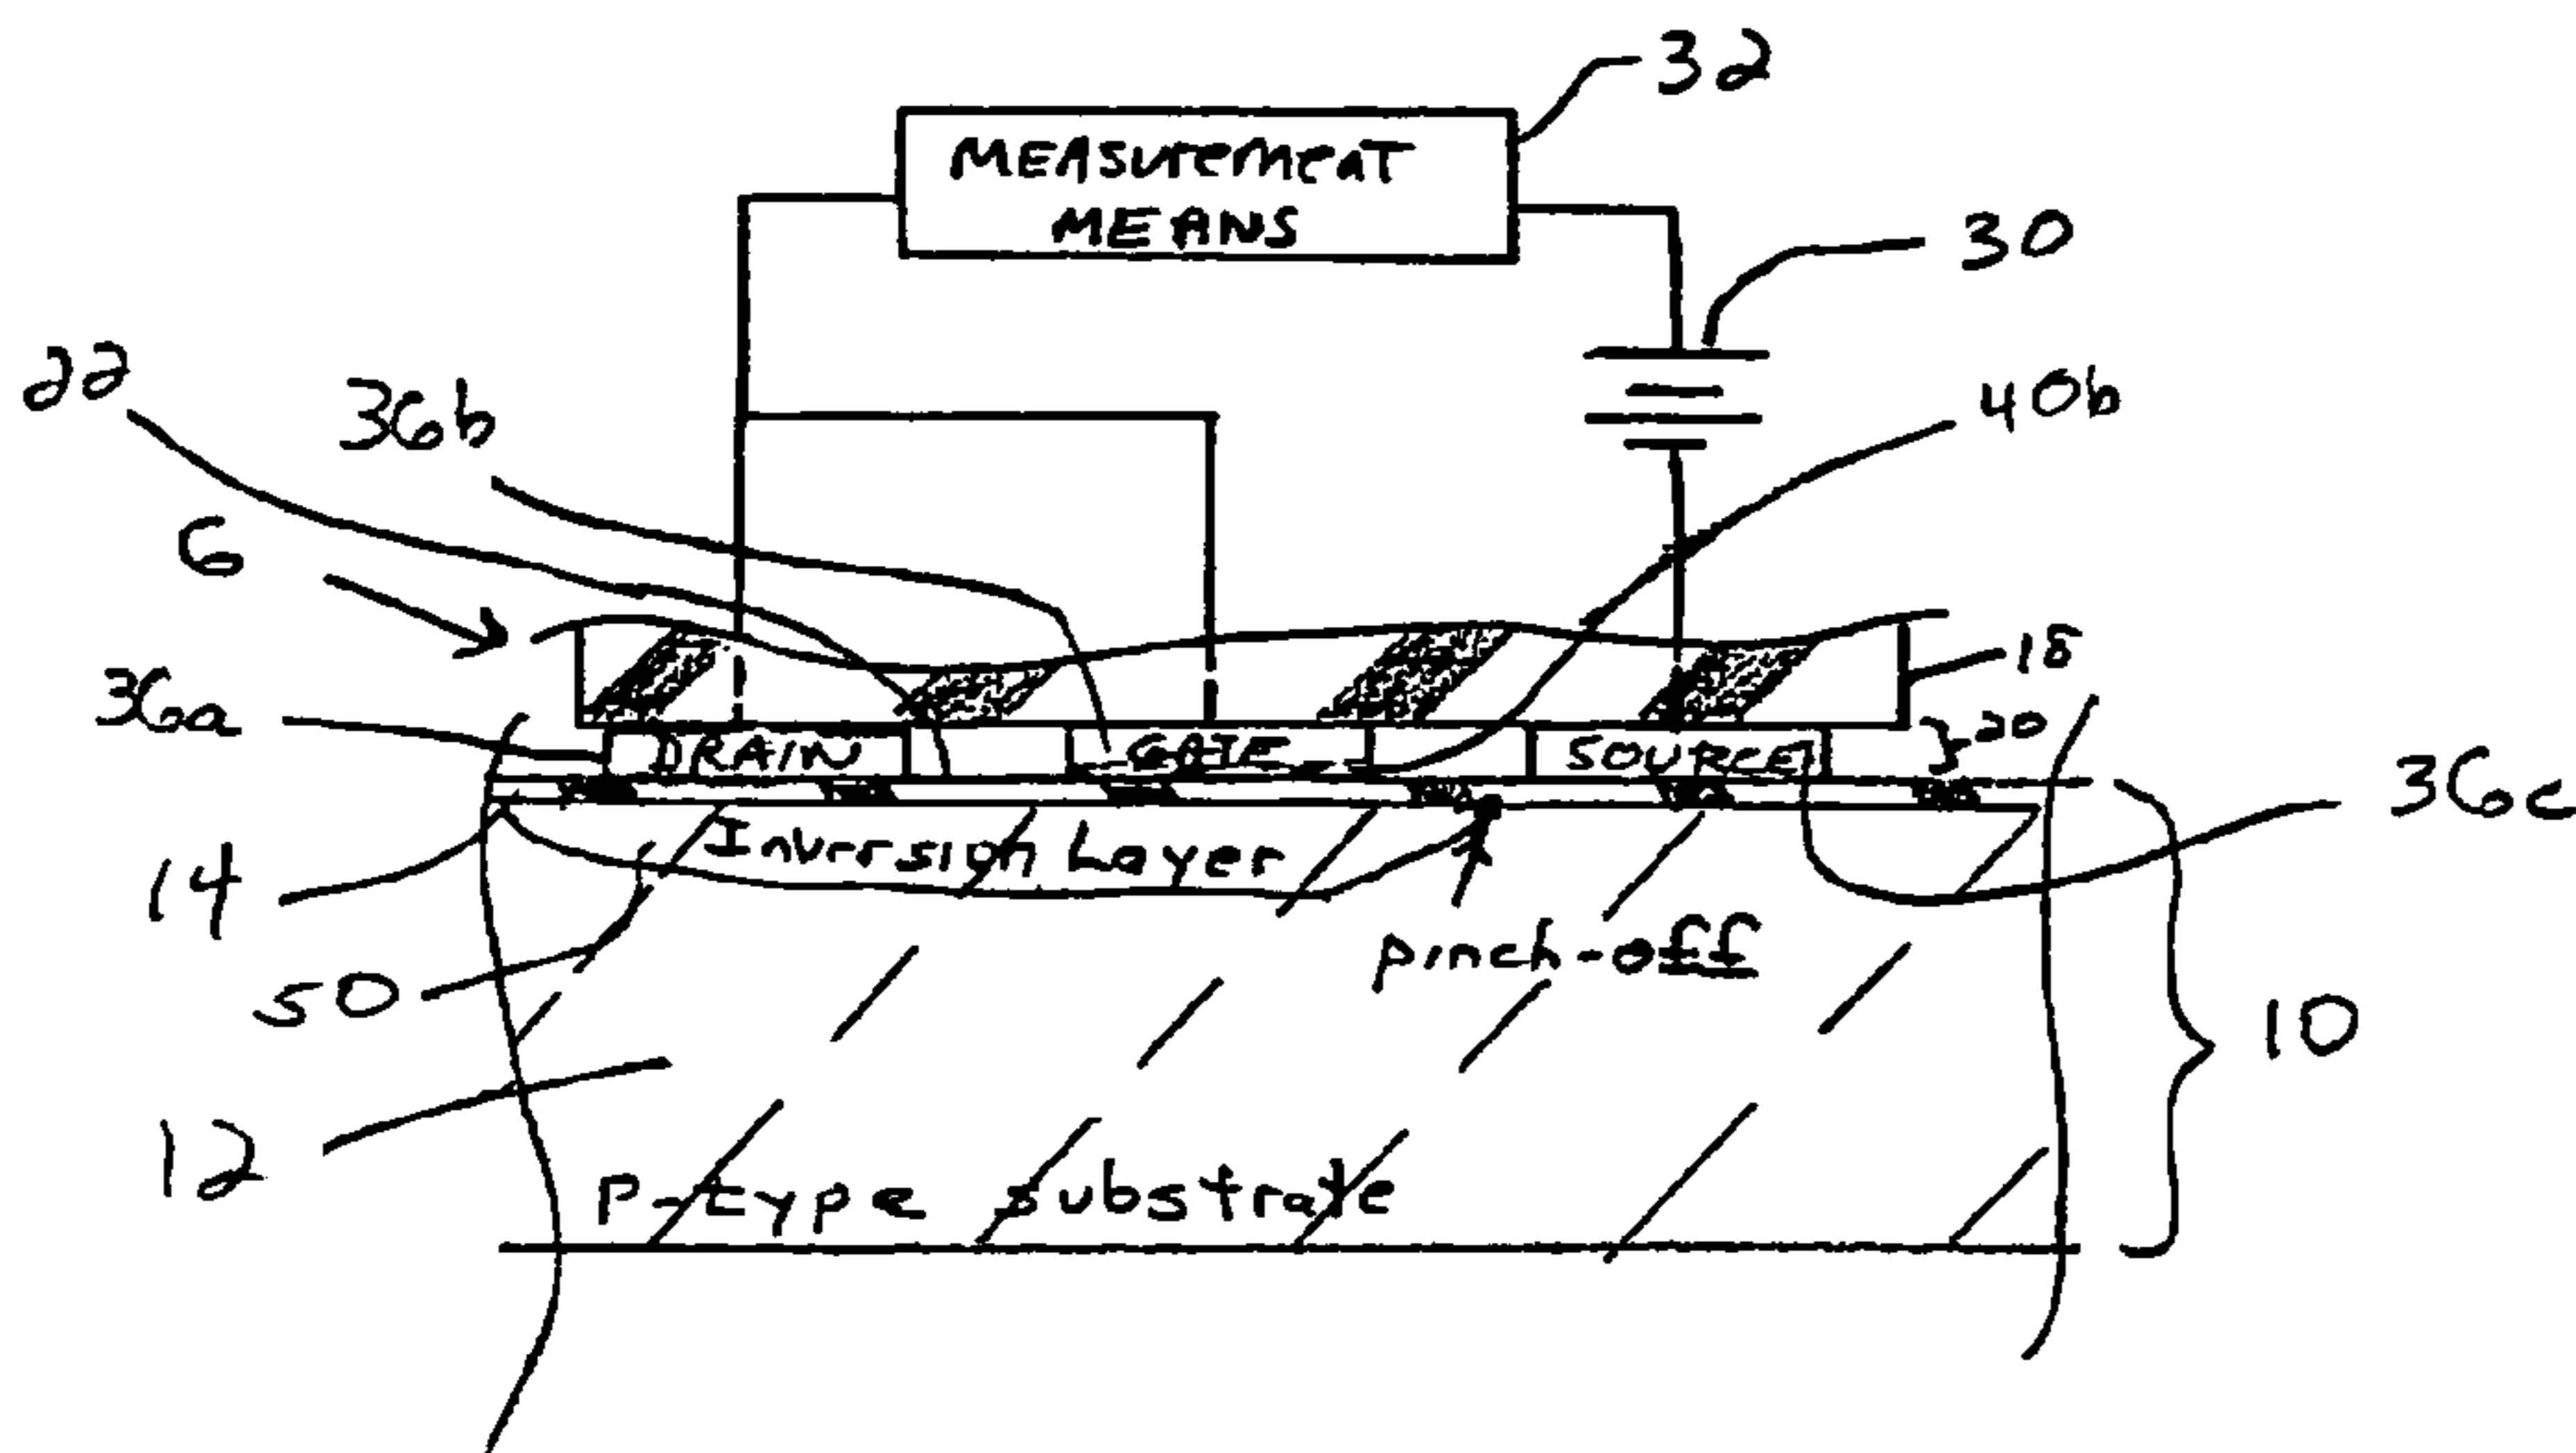 32
MEASUremeaT
MEANS
30
22
36b
40b
6
18
36a
20
DRAIN
GATE
SOURCE
36c
14
Inversion Layer
pinch-off
50
10
12
P-type substrate